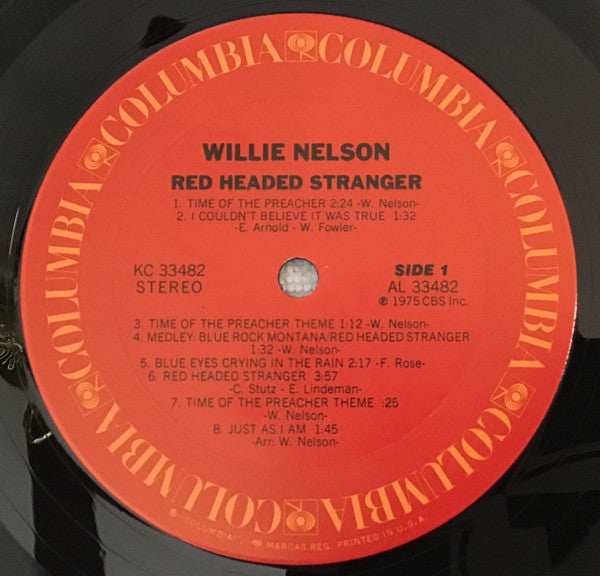 COLUMBIA COLUMBIA COLUMBIA COLUMBIA COLUMBIA COLUMBIA
WILLIE NELSON
RED HEADED STRANGER
1. TIME OF THE PREACHER 2:24 -W. Nelson-
2. I COULDN'T BELIEVE IT WAS TRUE 1:32
-E. Arnold - W. Fowler-
KC 33482
STEREO
SIDE 1
AL 33482
℗ 1975 CBS Inc.
3. TIME OF THE PREACHER THEME 1:12 -W. Nelson-
4. MEDLEY: BLUE ROCK MONTANA/RED HEADED STRANGER
1:32 -W. Nelson-
5. BLUE EYES CRYING IN THE RAIN 2:17 -F. Rose-
6. RED HEADED STRANGER 3:57
-C. Stutz - E. Lindeman-
7. TIME OF THE PREACHER THEME :25
-W. Nelson-
8. JUST AS I AM 1:45
-Arr: W. Nelson-
"COLUMBIA", MARCAS REG. PRINTED IN U.S.A.